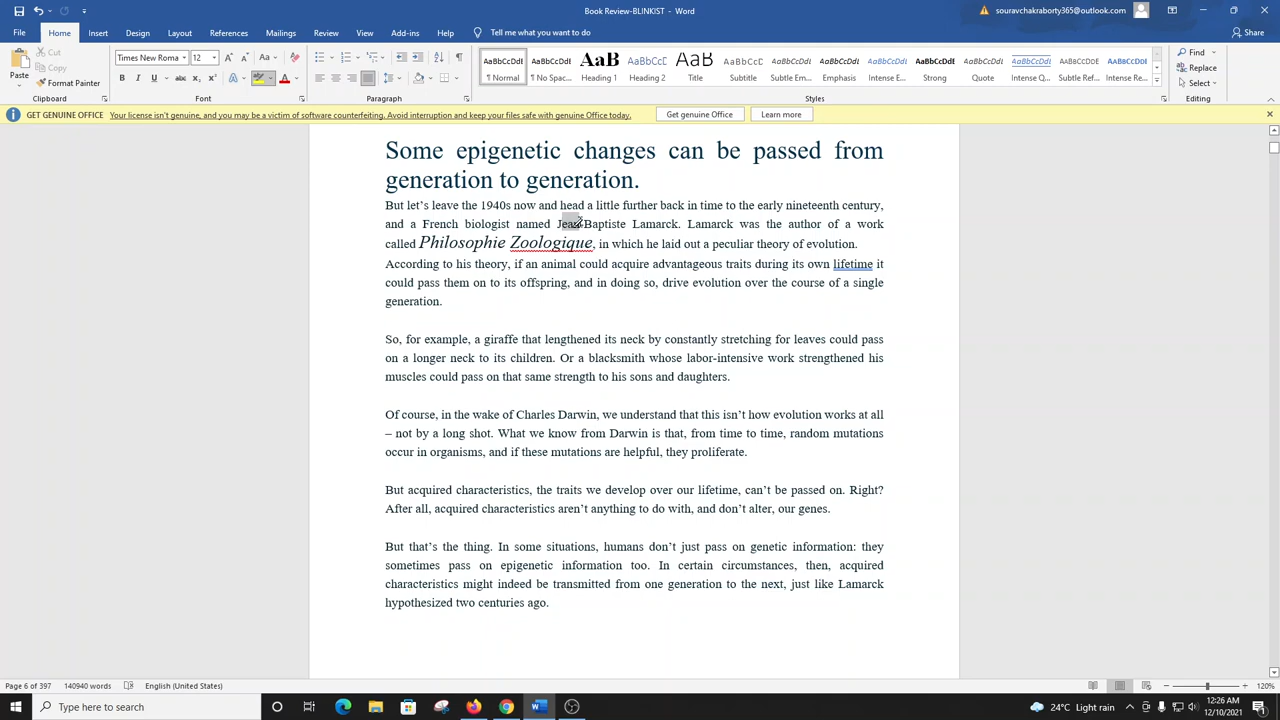 Book Review-BLINKIST - Word
souravchakraborty365@outlook.com
File Home Insert Draw Design Layout References Mailings Review View Add-ins Help Tell me what you want to do Share
Cut
Copy
Format Painter
Paste
Clipboard
Times New Roma 12
Font
Paragraph
AaBbCcDd AaBbCcDd AaB AaBbCcDd AaB AaBbCcD AaBbCcDd AaBbCcDd AaBbCcDd AaBbCcDd AaBbCcDd AaBbCcDd AaBbCcDd AaBbCcDd
¶ Normal ¶ No Spac... Heading 1 Heading 2 Title Subtitle Subtle Em... Emphasis Intense E... Strong Quote Intense Q... Subtle Ref... Intense Re...
Styles
Find
Replace
Select
Editing
GET GENUINE OFFICE Your license isn't genuine, and you may be a victim of software counterfeiting. Avoid interruption and keep your files safe with genuine Office today. Get genuine Office Learn more
Some epigenetic changes can be passed from
generation to generation.
But let’s leave the 1940s now and head a little further back in time to the early nineteenth century,
and a French biologist named Jean-Baptiste Lamarck. Lamarck was the author of a work
called Philosophie Zoologique, in which he laid out a peculiar theory of evolution.
According to his theory, if an animal could acquire advantageous traits during its own lifetime it
could pass them on to its offspring, and in doing so, drive evolution over the course of a single
generation.
So, for example, a giraffe that lengthened its neck by constantly stretching for leaves could pass
on a longer neck to its children. Or a blacksmith whose labor-intensive work strengthened his
muscles could pass on that same strength to his sons and daughters.
Of course, in the wake of Charles Darwin, we understand that this isn’t how evolution works at all
– not by a long shot. What we know from Darwin is that, from time to time, random mutations
occur in organisms, and if these mutations are helpful, they proliferate.
But acquired characteristics, the traits we develop over our lifetime, can’t be passed on. Right?
After all, acquired characteristics aren’t anything to do with, and don’t alter, our genes.
But that’s the thing. In some situations, humans don’t just pass on genetic information: they
sometimes pass on epigenetic information too. In certain circumstances, then, acquired
characteristics might indeed be transmitted from one generation to the next, just like Lamarck
hypothesized two centuries ago.
Page 6 of 397 140940 words English (United States) 120%
Type here to search
24°C Light rain
12:26 AM
12/10/2021